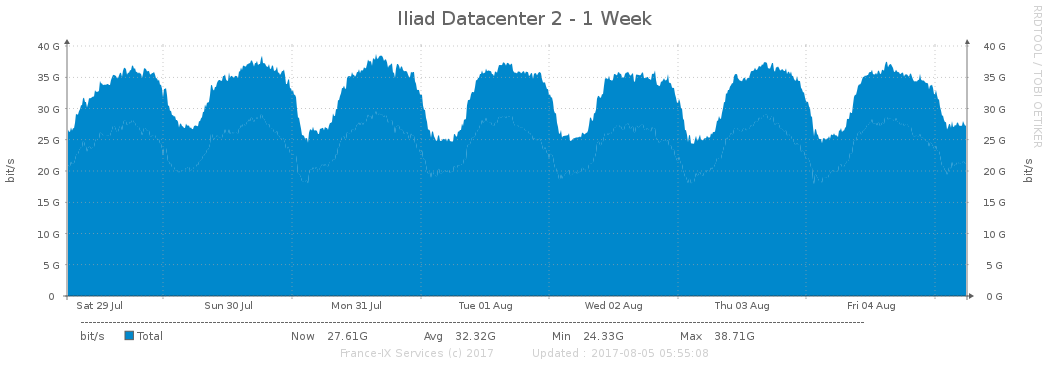 Iliad Datacenter 2 - 1 Week
RRDTOOL / TOBI OETIKER
40 G 40 G
35 G 35 G
30 G 30 G
25 G 25 G
20 G 20 G
15 G 15 G
10 G 10 G
5 G 5 G
0 0 G
bit/s bit/s
Sat 29 Jul Sun 30 Jul Mon 31 Jul Tue 01 Aug Wed 02 Aug Thu 03 Aug Fri 04 Aug
bit/s Total Now 27.61G Avg 32.32G Min 24.33G Max 38.71G
France-IX Services (c) 2017 Updated : 2017-08-05 05:55:08